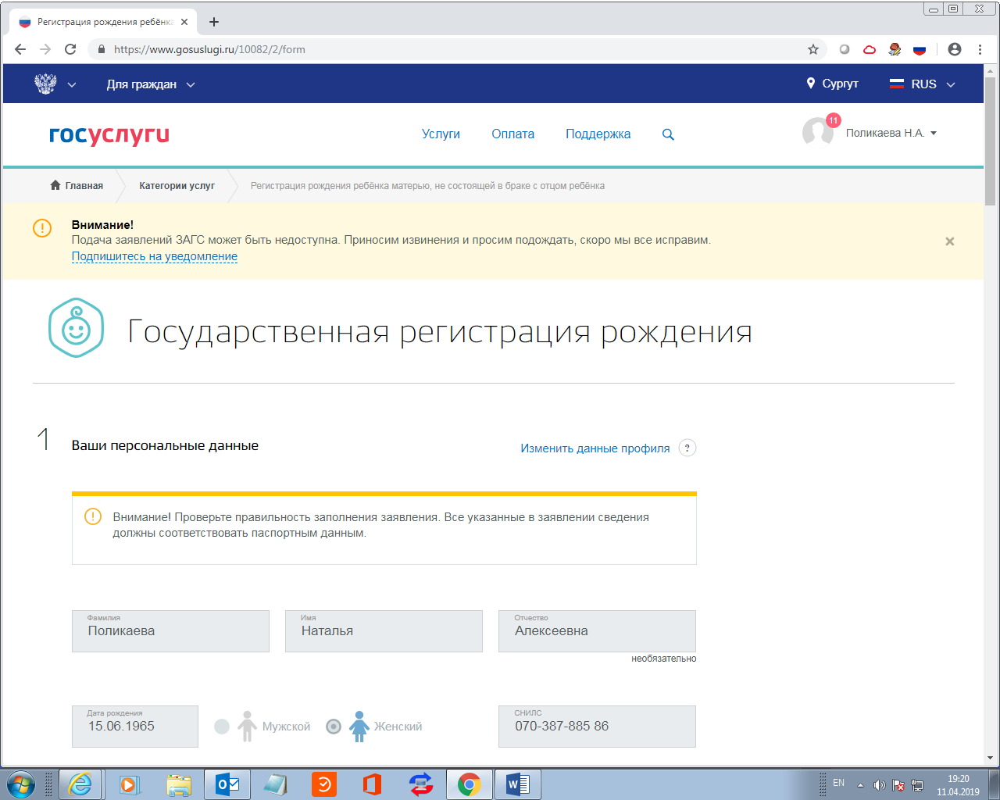 Регистрация рождения ребёнка
https://www.gosuslugi.ru/10082/2/form
Для граждан
Сургут
RUS
госуслуги
Услуги
Оплата
Поддержка
11
Поликаева Н.А.
Главная
Категории услуг
Регистрация рождения ребёнка матерью, не состоящей в браке с отцом ребёнка
Внимание!
Подача заявлений ЗАГС может быть недоступна. Приносим извинения и просим подождать, скоро мы все исправим.
Подпишитесь на уведомление
Государственная регистрация рождения
1
Ваши персональные данные
Изменить данные профиля
?
Внимание! Проверьте правильность заполнения заявления. Все указанные в заявлении сведения
должны соответствовать паспортным данным.
Фамилия
Поликаева
Имя
Наталья
Отчество
Алексеевна
необязательно
Дата рождения
15.06.1965
Мужской
Женский
СНИЛС
070-387-885 86
EN
19:20
11.04.2019